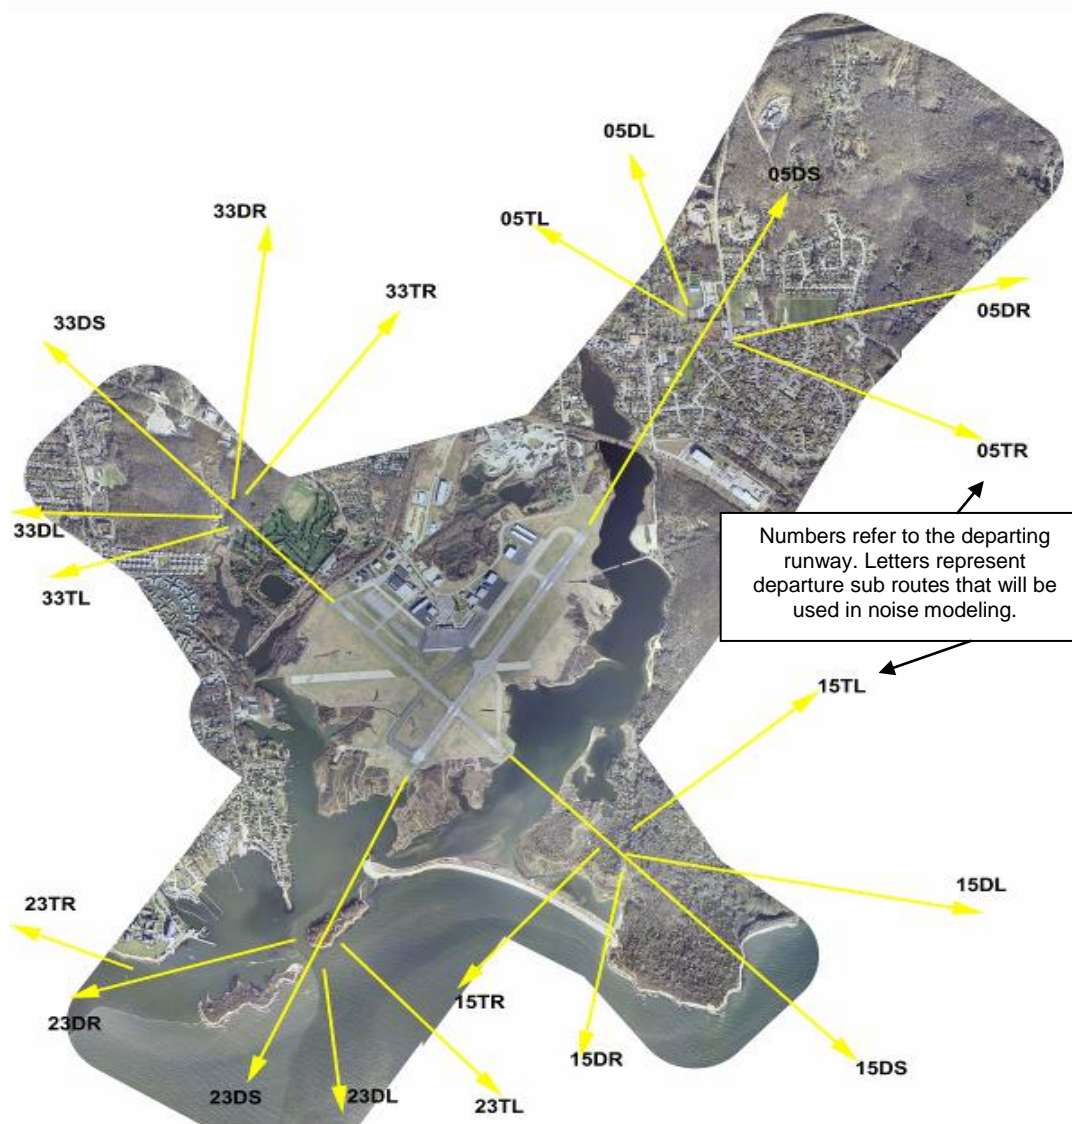 05DL
05DS
33DR
05TL
33TR
05DR
33DS
05TR
33DL
Numbers refer to the departing
runway. Letters represent
departure sub routes that will be
used in noise modeling.
33TL
15TL
15DL
23TR
15TR
23DR
15DR
15DS
23DS
23DL
23TL